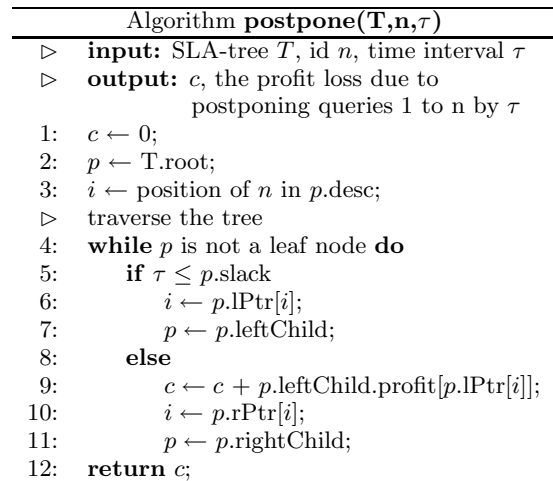 Algorithm postpone(T,n,τ)
▷ input: SLA-tree T, id n, time interval τ
▷ output: c, the profit loss due to
postponing queries 1 to n by τ
1: c ← 0;
2: p ← T.root;
3: i ← position of n in p.desc;
▷ traverse the tree
4: while p is not a leaf node do
5: if τ ≤ p.slack
6: i ← p.lPtr[i];
7: p ← p.leftChild;
8: else
9: c ← c + p.leftChild.profit[p.lPtr[i]];
10: i ← p.rPtr[i];
11: p ← p.rightChild;
12: return c;